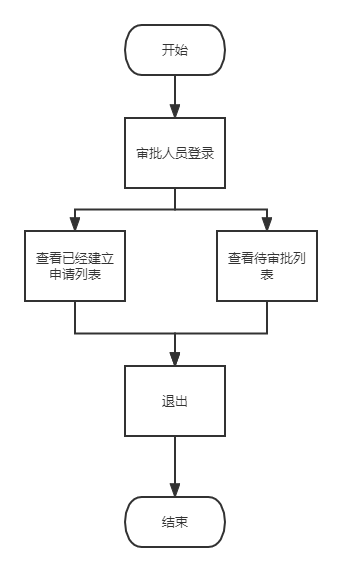 开始
审批人员登录
查看已经建立
申请列表
查看待审批列
表
退出
结束